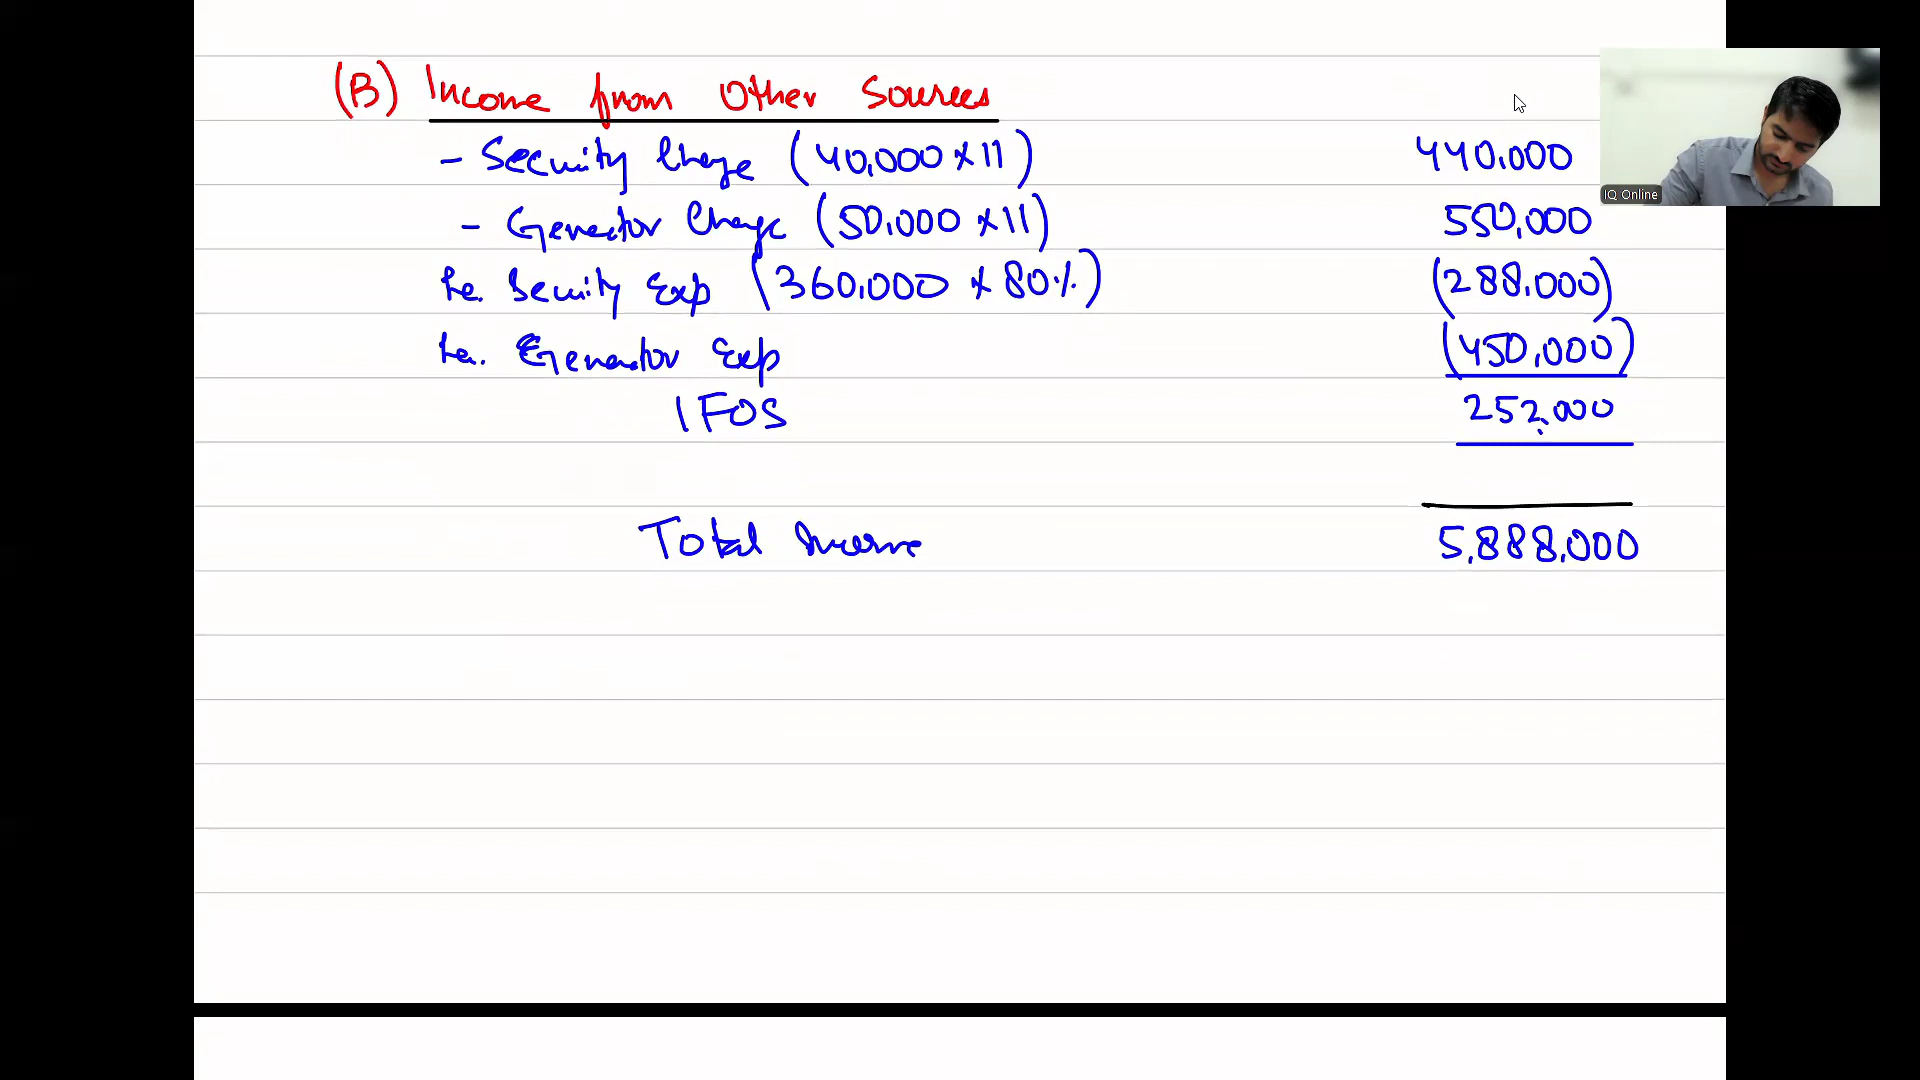 (B) Income from Other Sources
- Security Charge (40,000 × 11) 440,000
IQ Online
- Generator Charge (50,000 × 11) 550,000
Le. Security Exp (360,000 × 80%) (288,000)
Le. Generator Exp (450,000)
IFOS 252,000
Total Income 5,888,000